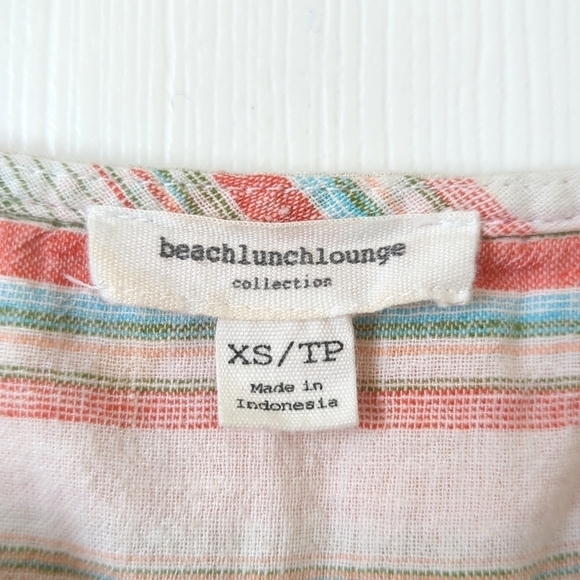 beachlunchlounge
collection
XS/TP
Made in
Indonesia